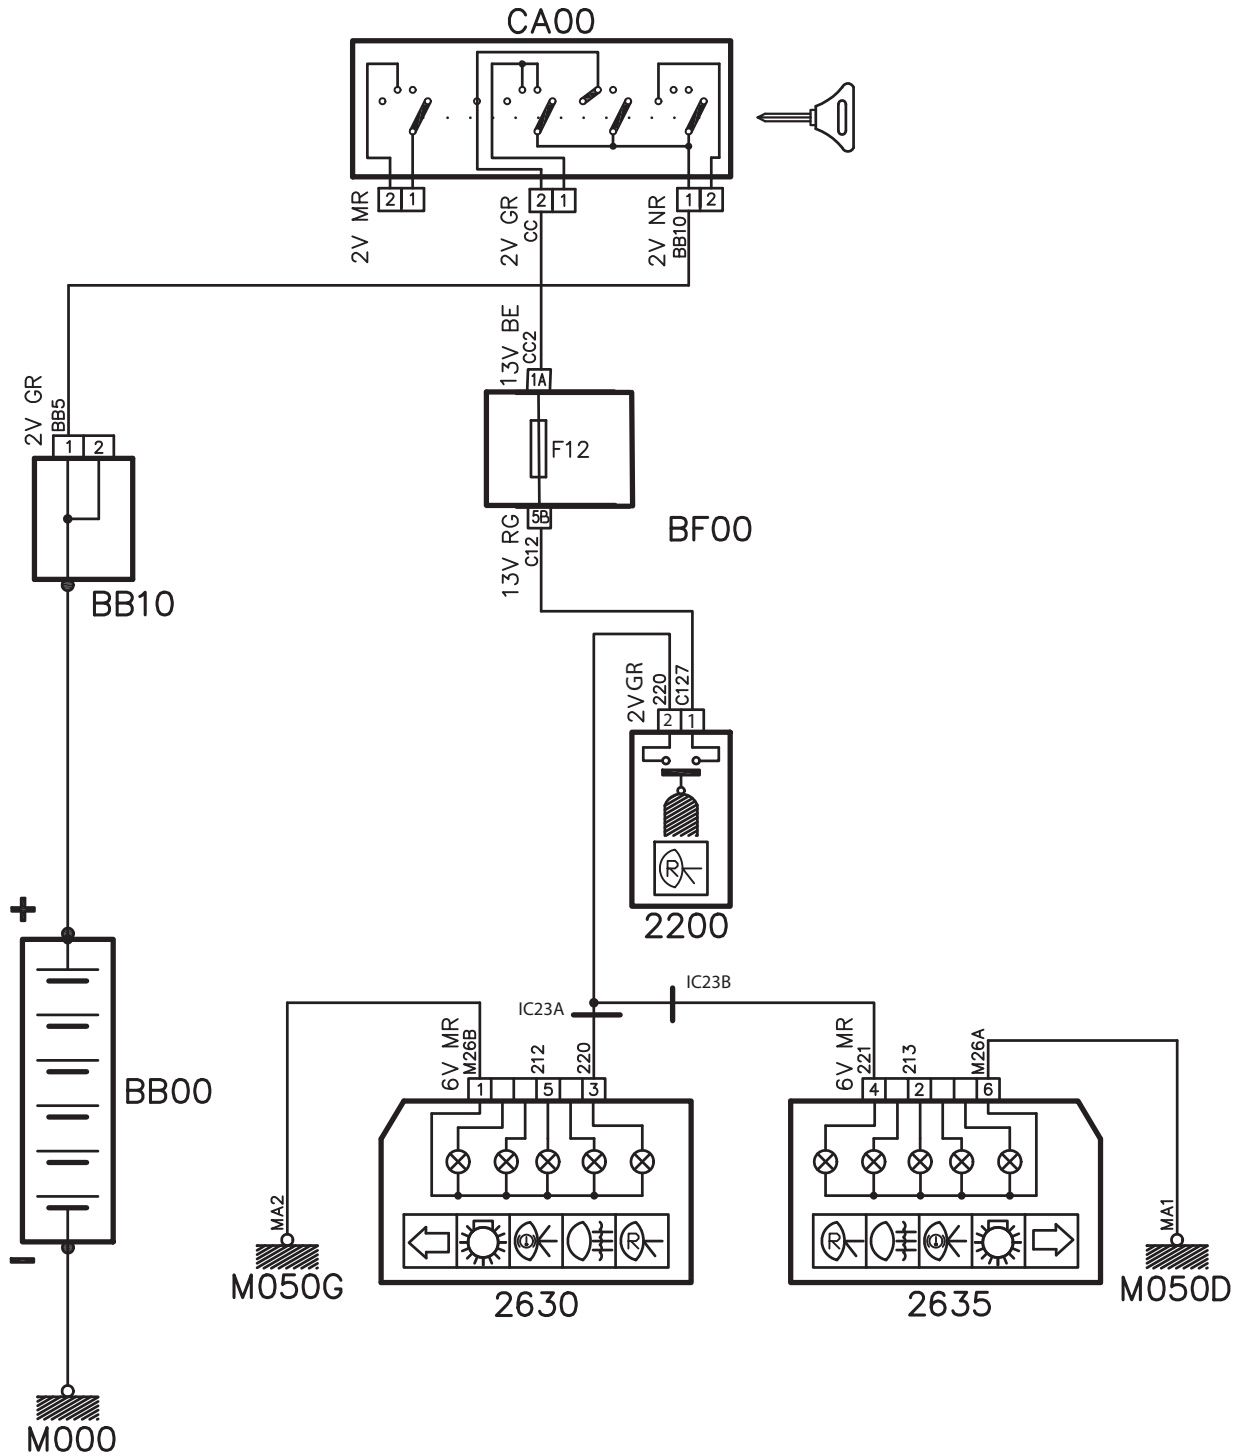 CA00
2 1
2 1
1 2
2V MR
2V GR
CC
2V NR
BB10
13V BE
CC2
1A
2V GR
BB5
1 2
F12
5B
BF00
13V RG
C12
BB10
2VGR
220
C127
2 1
R
2200
+
IC23B
IC23A
6V MR
M26B
212
220
6V MR
221
213
M26A
1 5 3
4 2 6
BB00
MA2
MA1
R
R
-
M050G
2630
2635
M050D
M000